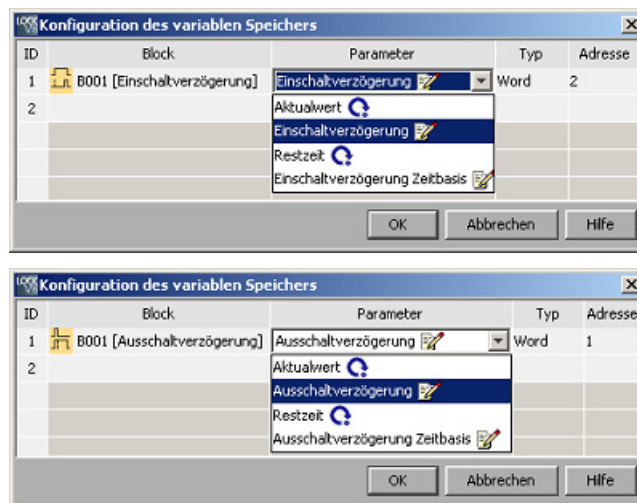 Konfiguration des variablen Speichers
ID Block Parameter Typ Adresse
1 B001 [Einschaltverzögerung] Einschaltverzögerung Word 2
2 Aktualwert
Einschaltverzögerung
Restzeit
Einschaltverzögerung Zeitbasis
OK Abbrechen Hilfe
Konfiguration des variablen Speichers
ID Block Parameter Typ Adresse
1 B001 [Ausschaltverzögerung] Ausschaltverzögerung Word 1
2 Aktualwert
Ausschaltverzögerung
Restzeit
Ausschaltverzögerung Zeitbasis
OK Abbrechen Hilfe